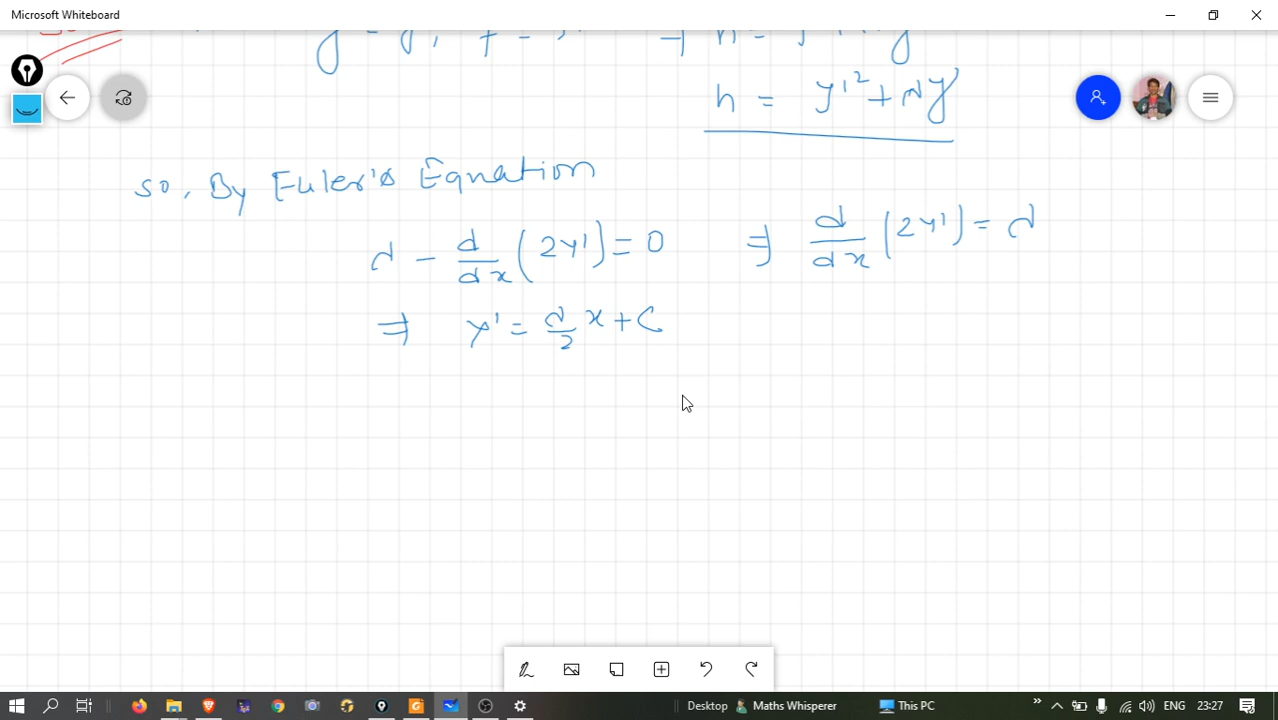 Microsoft Whiteboard
h = y'² + λy
So, By Euler's Equation
λ - d/dx (2y') = 0 ⇒ d/dx (2y') = λ
⇒ y' = λ/2 x + C
Desktop Maths Whisperer This PC » ENG 23:27